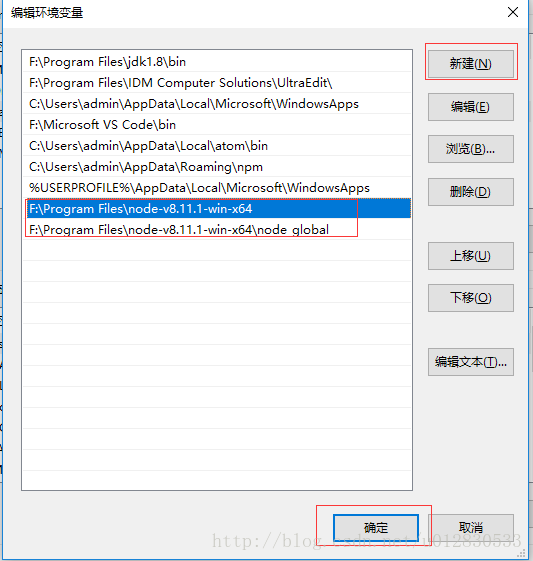 编辑环境变量
F:\Program Files\jdk1.8\bin
F:\Program Files\IDM Computer Solutions\UltraEdit\
C:\Users\admin\AppData\Local\Microsoft\WindowsApps
F:\Microsoft VS Code\bin
C:\Users\admin\AppData\Local\atom\bin
C:\Users\admin\AppData\Roaming\npm
%USERPROFILE%\AppData\Local\Microsoft\WindowsApps
F:\Program Files\node-v8.11.1-win-x64
F:\Program Files\node-v8.11.1-win-x64\node_global
新建(N)
编辑(E)
浏览(B)...
删除(D)
上移(U)
下移(O)
编辑文本(T)...
确定
取消
http://blog.csdn.net/u012830533